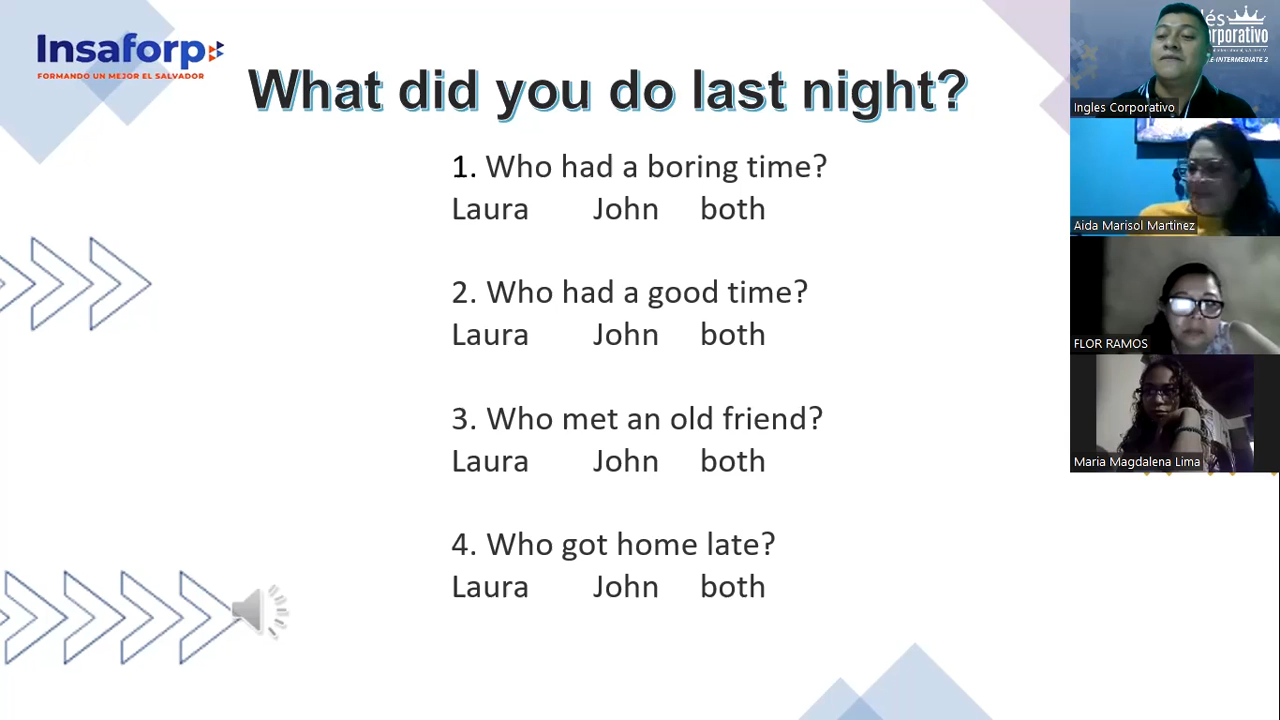 Insaforp
FORMANDO UN MEJOR EL SALVADOR
What did you do last night?
1. Who had a boring time?
Laura John both
2. Who had a good time?
Laura John both
3. Who met an old friend?
Laura John both
4. Who got home late?
Laura John both
Ingles Corporativo
Aida Marisol Martinez
FLOR RAMOS
Maria Magdalena Lima